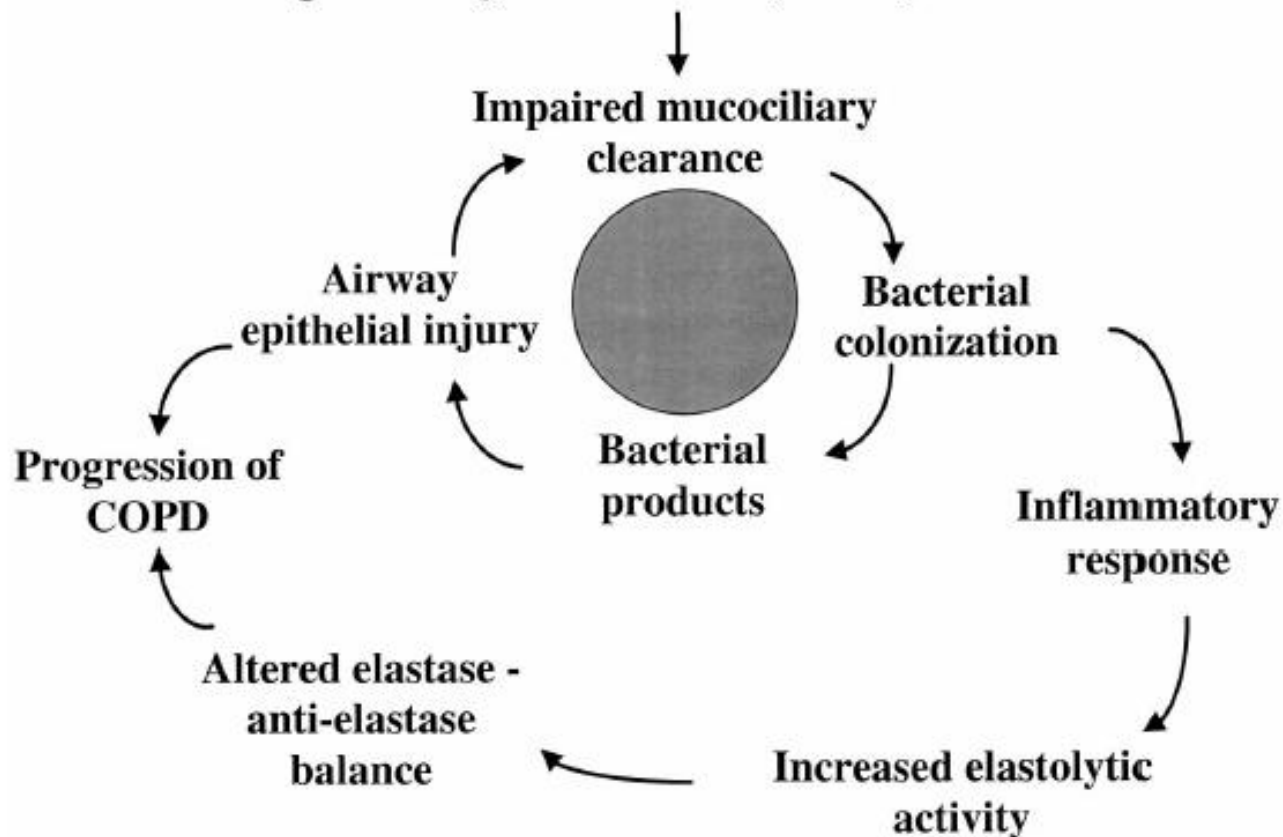 Impaired mucociliary
clearance
Airway
epithelial injury
Bacterial
colonization
Bacterial
products
Progression of
COPD
Inflammatory
response
Altered elastase -
anti-elastase
balance
Increased elastolytic
activity